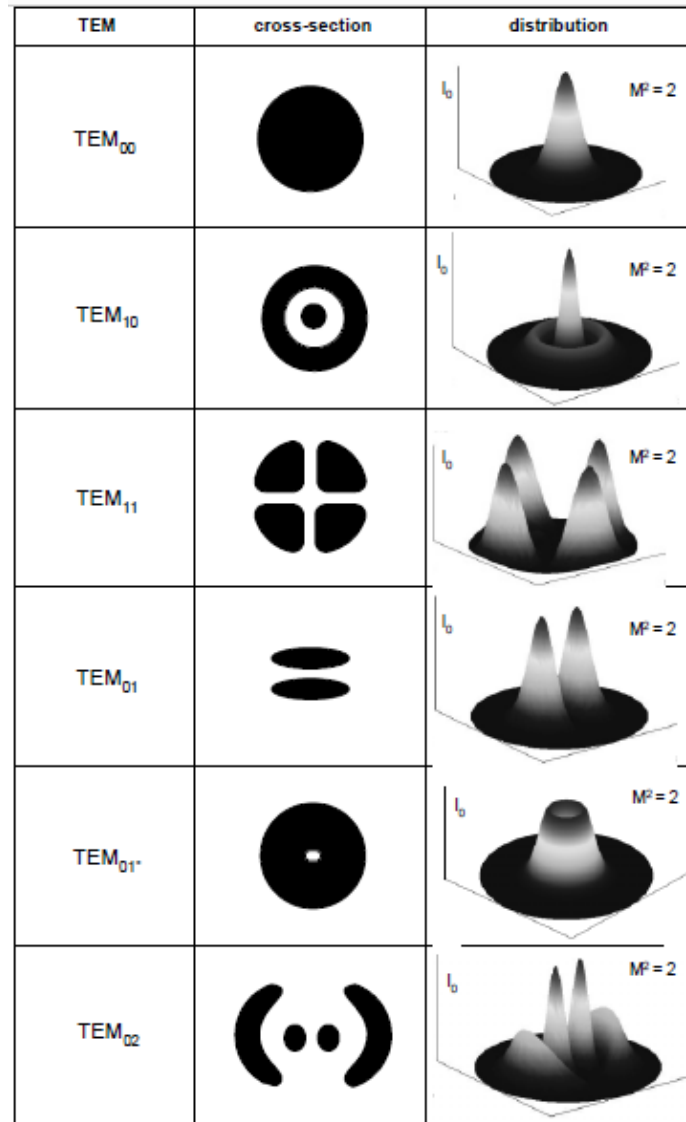 TEM cross-section distribution
TEM₀₀ I₀ M² = 2
TEM₁₀ I₀ M² = 2
TEM₁₁ I₀ M² = 2
TEM₀₁ I₀ M² = 2
TEM₀₁* I₀ M² = 2
TEM₀₂ I₀ M² = 2